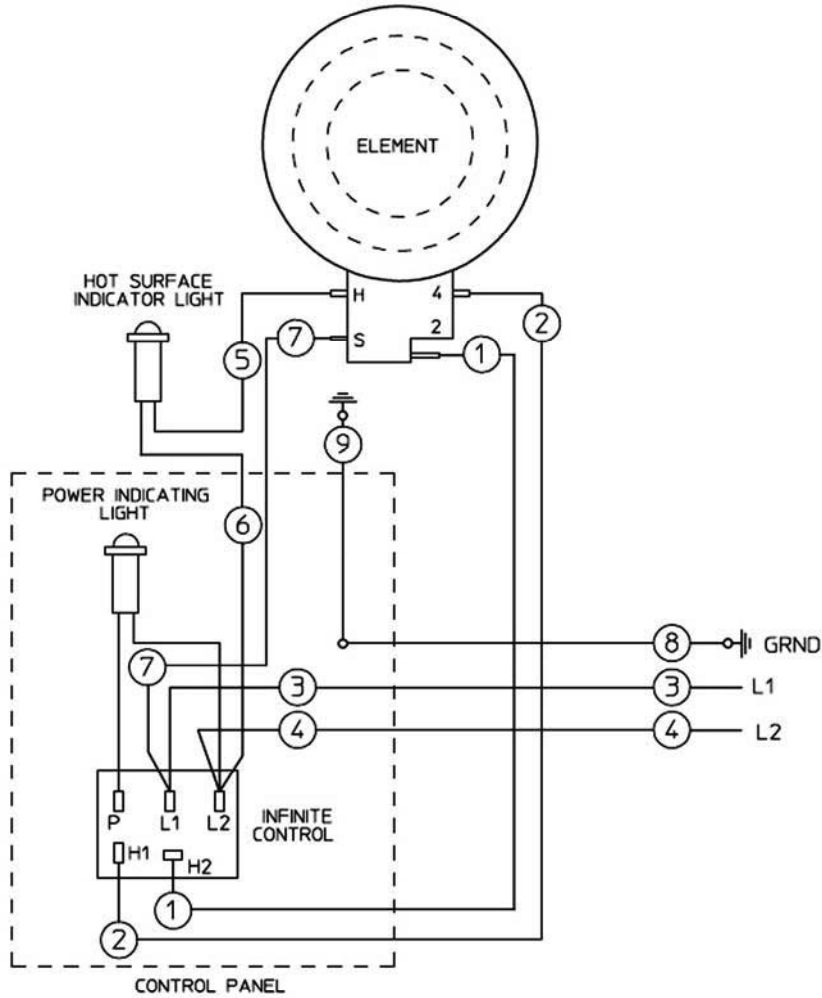 ELEMENT
HOT SURFACE
INDICATOR LIGHT
H
4
2
2
S
7
1
5
9
POWER INDICATING
LIGHT
6
7
8
GRND
3
3
L1
4
4
L2
P
L1
L2
INFINITE
CONTROL
H1
H2
1
2
CONTROL PANEL